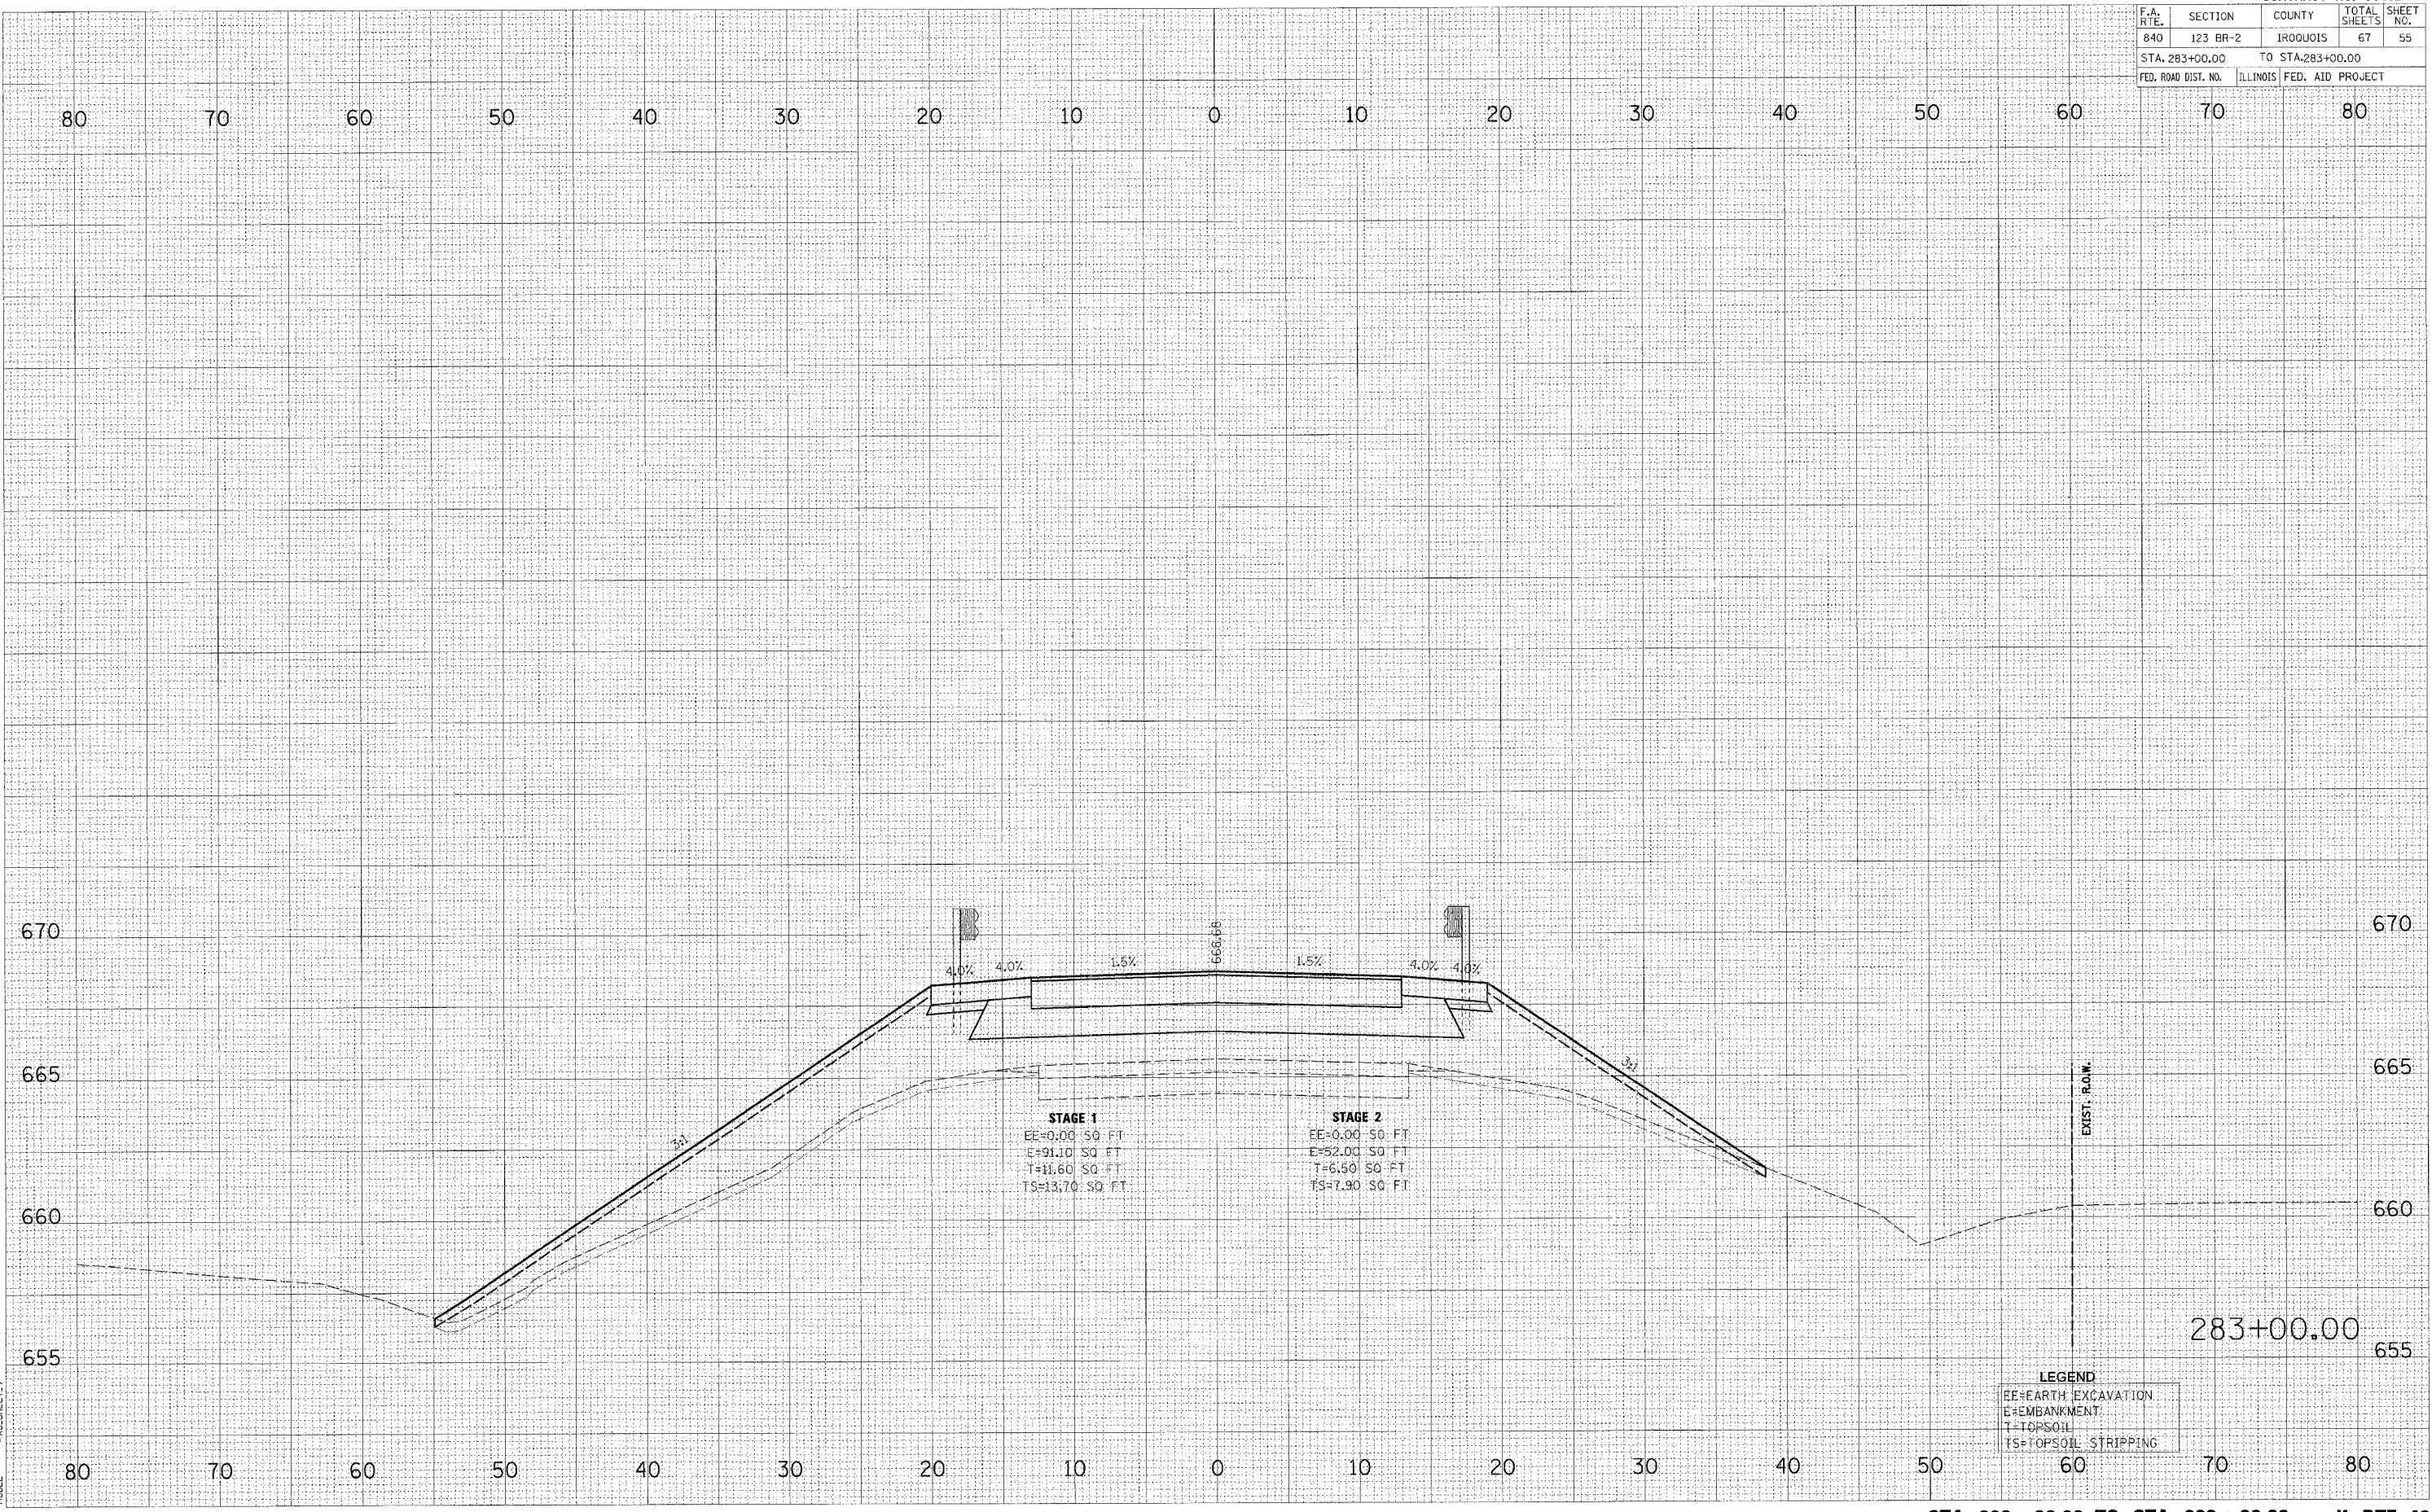 F.A. RTE. SECTION COUNTY TOTAL SHEETS SHEET NO.
840 123 BR-2 IROQUOIS 67 55
STA. 283+00.00 TO STA.283+00.00
FED. ROAD DIST. NO. ILLINOIS FED. AID PROJECT
80 70 60 50 40 30 20 10 0 10 20 30 40 50 60 70 80
670 668.68 670
4.0% 4.0% 1.5% 1.5% 4.0% 4.0%
665 3:1 665
EXIST. R.O.W.
STAGE 1 STAGE 2
EE=0.00 SQ FT EE=0.00 SQ FT
3:1 E=91.10 SQ FT E=52.00 SQ FT
T=11.60 SQ FT T=6.50 SQ FT
TS=13.70 SQ FT TS=7.90 SQ FT
660 660
283+00.00
655 655
LEGEND
EE=EARTH EXCAVATION
E=EMBANKMENT
T=TOPSOIL
TS=TOPSOIL STRIPPING
80 70 60 50 40 30 20 10 0 10 20 30 40 50 60 70 80